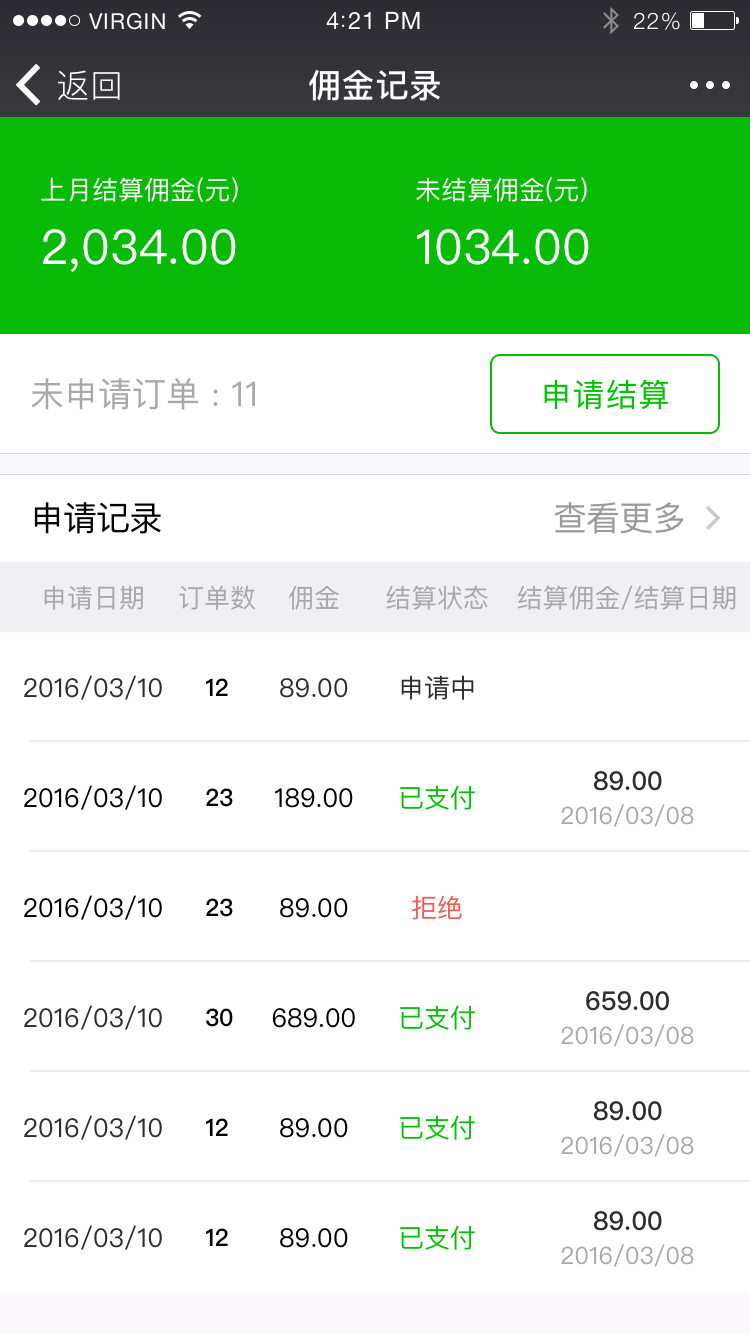 VIRGIN 4:21 PM 22%
返回 佣金记录
上月结算佣金(元) 未结算佣金(元)
2,034.00 1034.00
未申请订单 : 11 申请结算
申请记录 查看更多
申请日期 订单数 佣金 结算状态 结算佣金/结算日期
2016/03/10 12 89.00 申请中
2016/03/10 23 189.00 已支付 89.00
2016/03/08
2016/03/10 23 89.00 拒绝
2016/03/10 30 689.00 已支付 659.00
2016/03/08
2016/03/10 12 89.00 已支付 89.00
2016/03/08
2016/03/10 12 89.00 已支付 89.00
2016/03/08